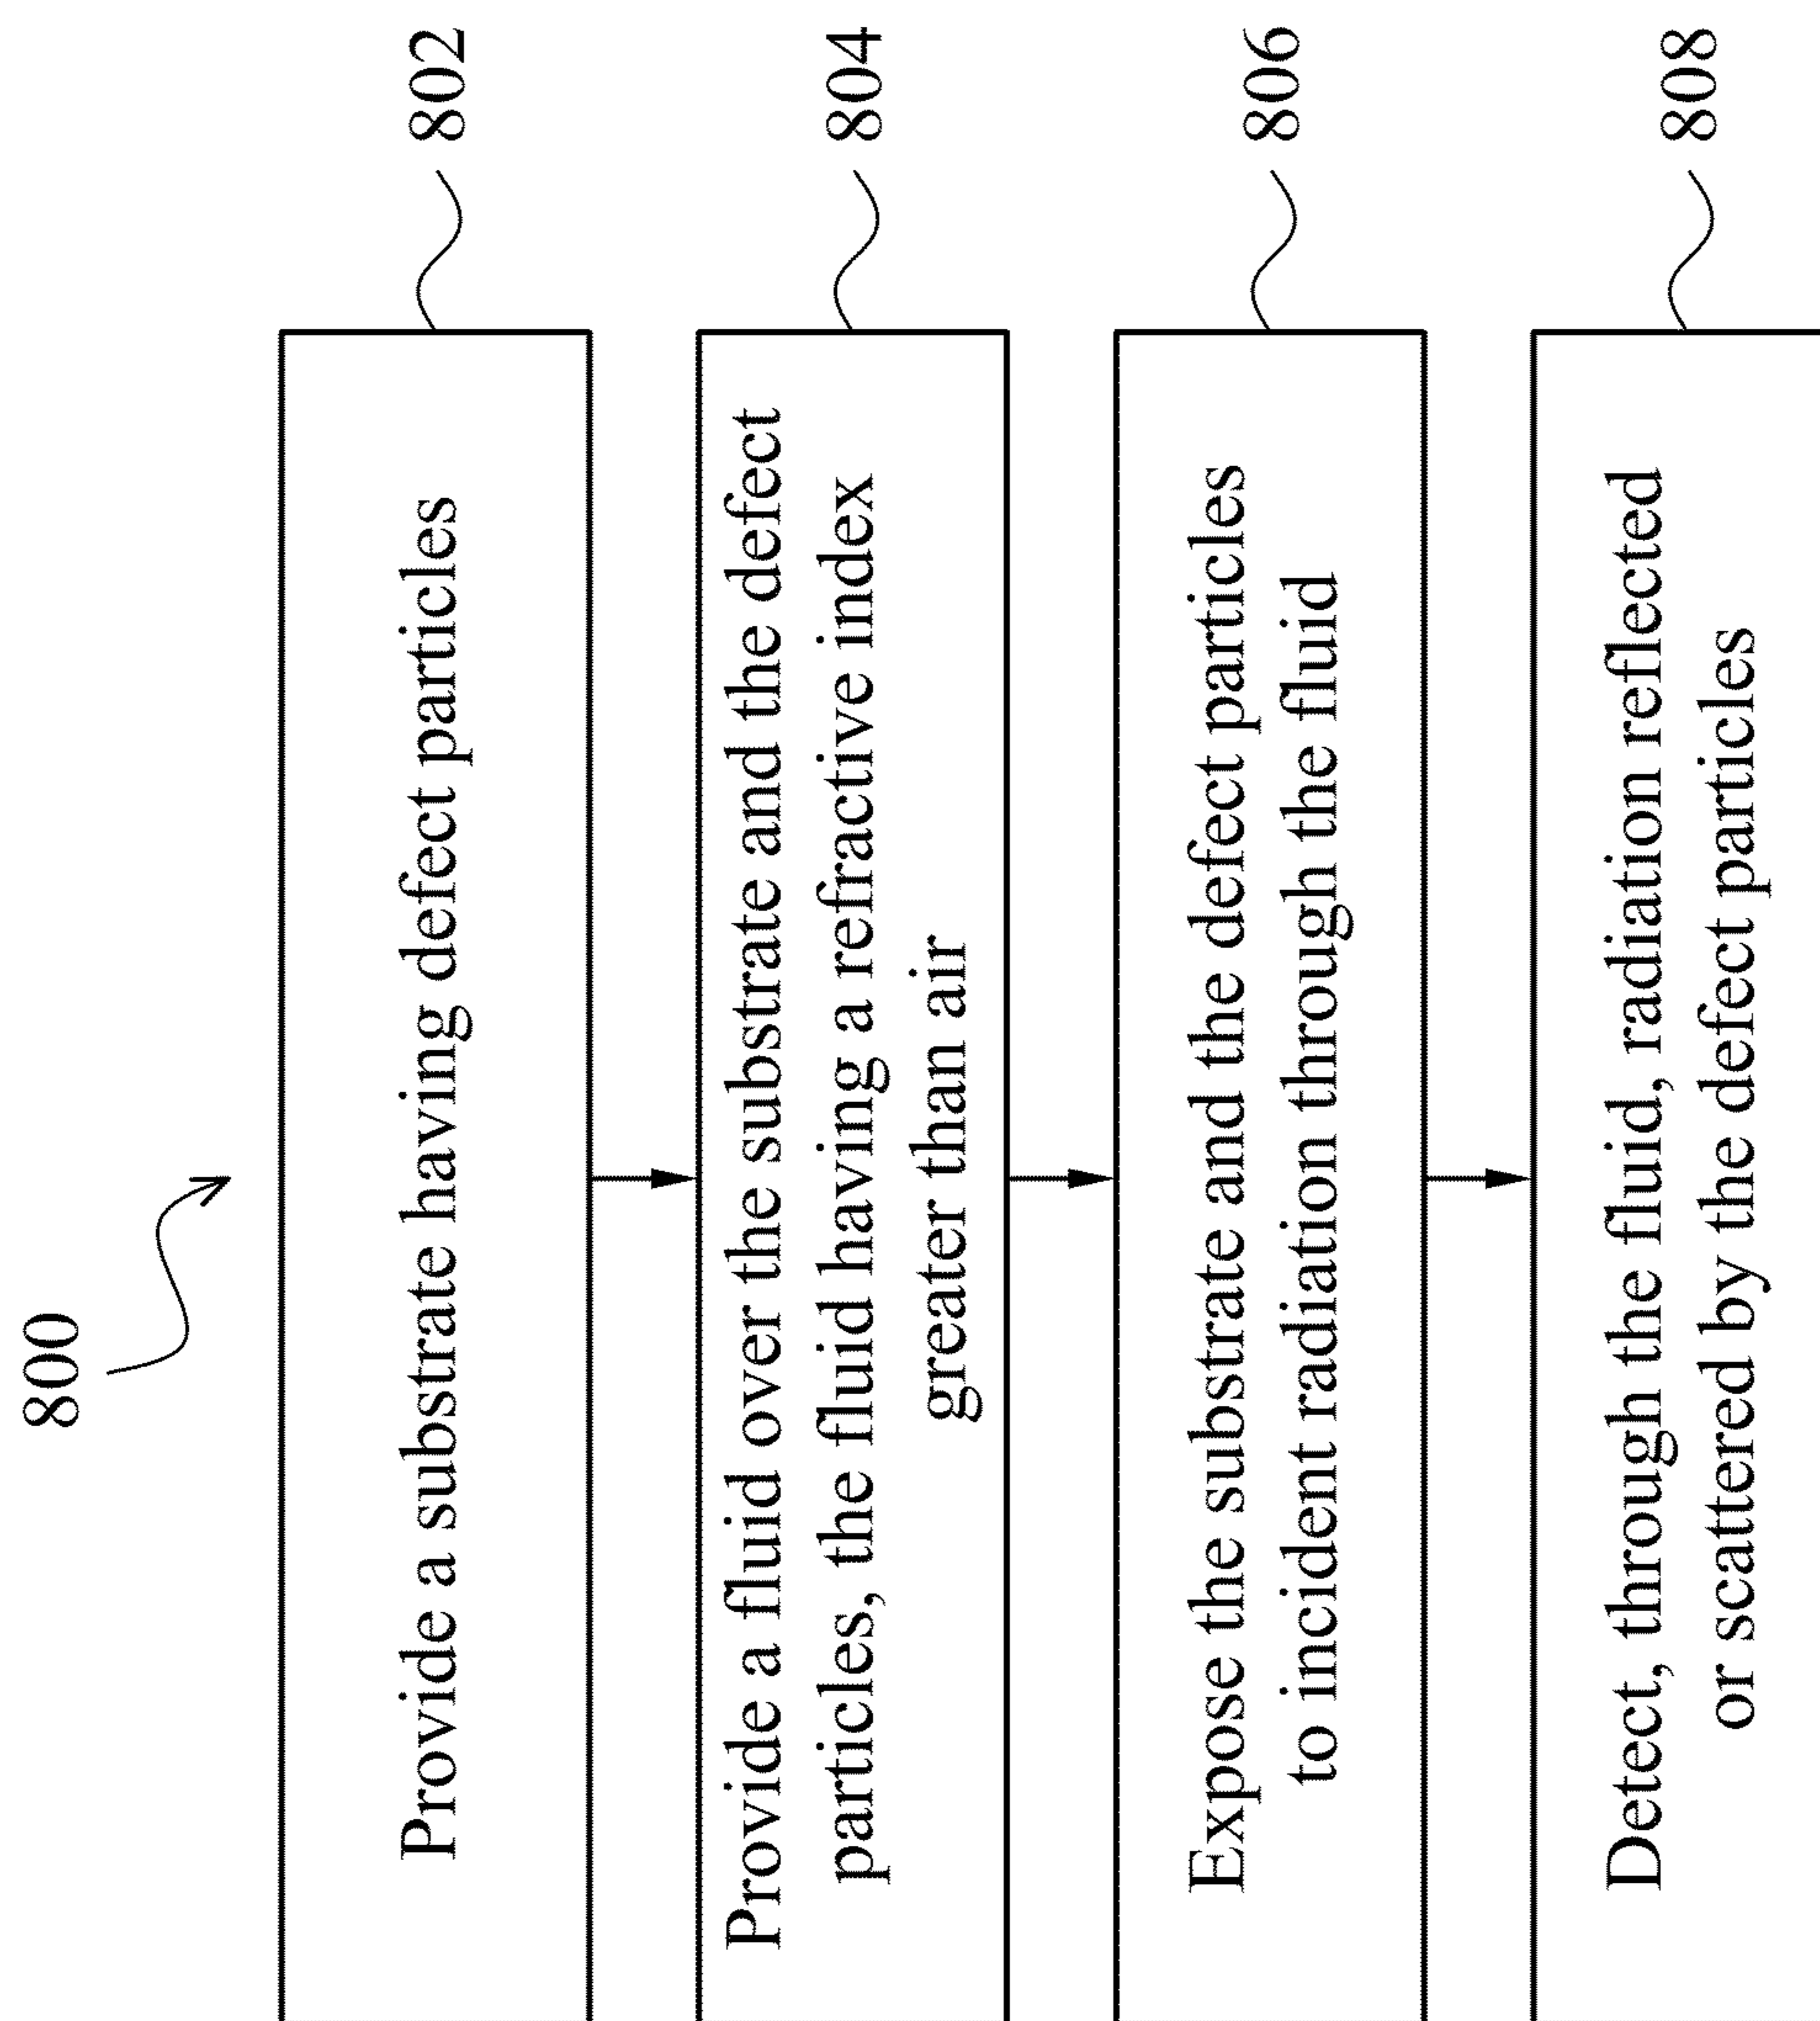 800
Provide a substrate having defect particles
802
Provide a fluid over the substrate and the defect
particles, the fluid having a refractive index
greater than air
804
Expose the substrate and the defect particles
to incident radiation through the fluid
806
Detect, through the fluid, radiation reflected
or scattered by the defect particles
808